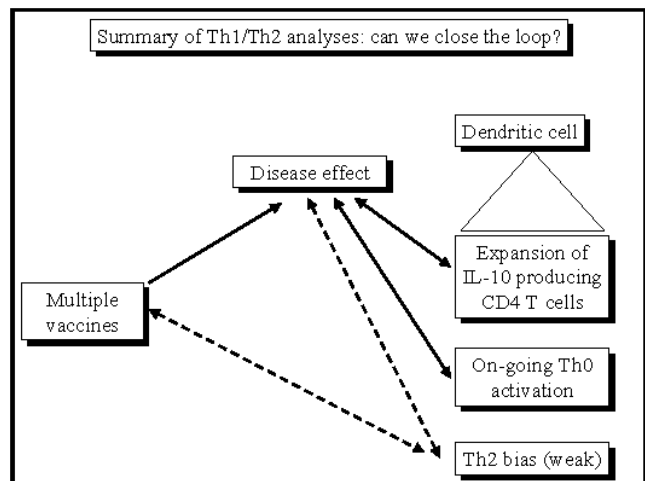 Summary of Th1/Th2 analyses: can we close the loop?
Dendritic cell
Disease effect
Expansion of
IL-10 producing
CD4 T cells
Multiple
vaccines
On-going Th0
activation
Th2 bias (weak)